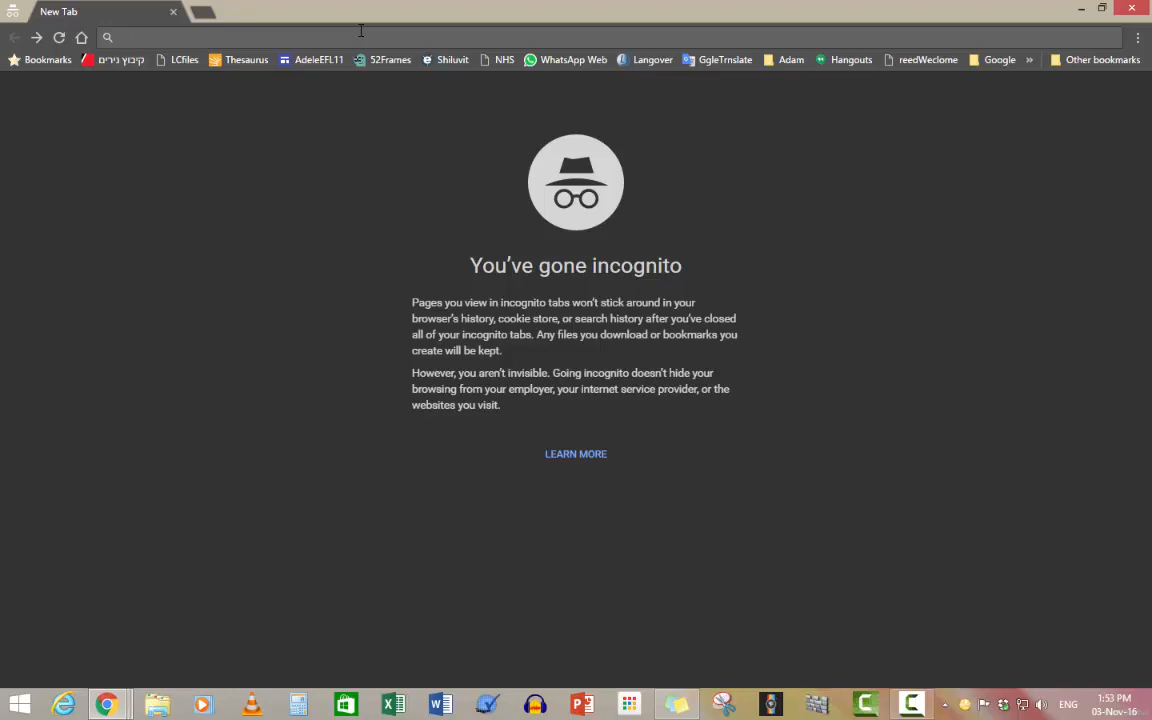 New Tab
Bookmarks קיבוץ נירים LCfiles Thesaurus AdeleEFL11 52Frames Shiluvit NHS WhatsApp Web Langover GgleTrnslate Adam Hangouts reedWeclome Google » Other bookmarks
You've gone incognito
Pages you view in incognito tabs won't stick around in your
browser's history, cookie store, or search history after you've closed
all of your incognito tabs. Any files you download or bookmarks you
create will be kept.
However, you aren't invisible. Going incognito doesn't hide your
browsing from your employer, your internet service provider, or the
websites you visit.
LEARN MORE
ENG
1:53 PM
03-Nov-16